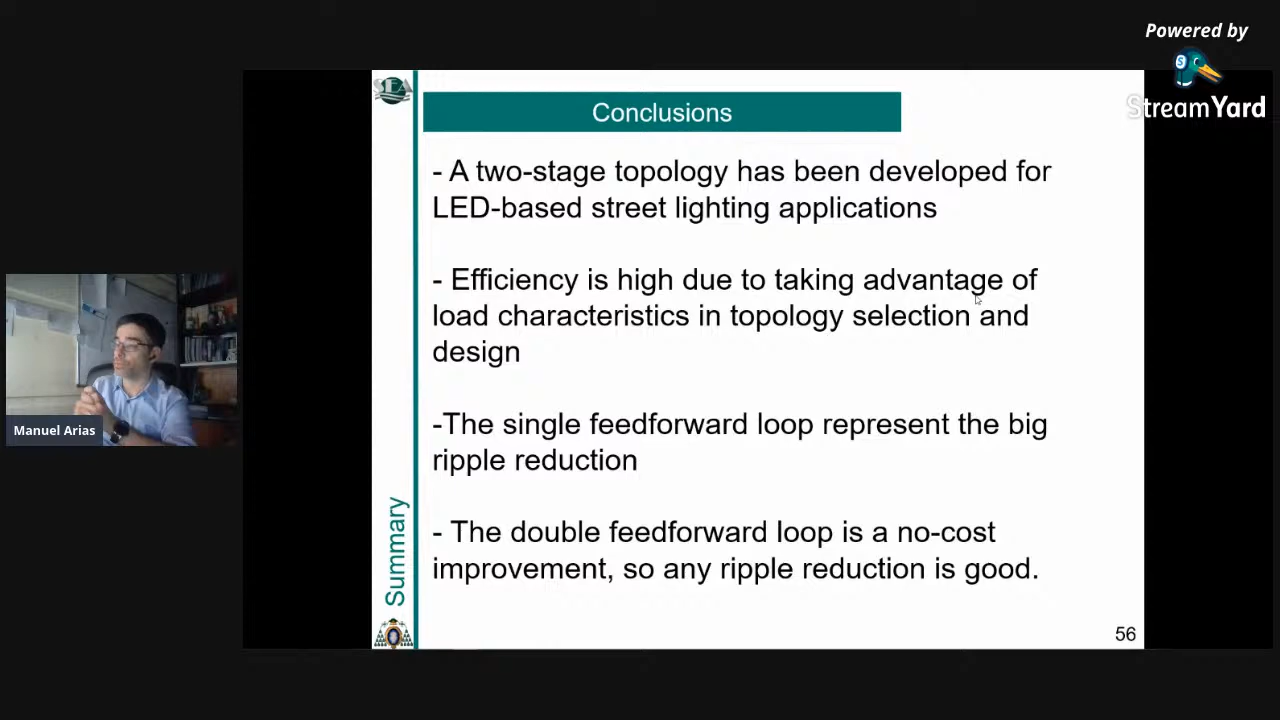 Powered by
StreamYard
SEA
Conclusions
- A two-stage topology has been developed for
LED-based street lighting applications
- Efficiency is high due to taking advantage of
load characteristics in topology selection and
design
-The single feedforward loop represent the big
ripple reduction
- The double feedforward loop is a no-cost
improvement, so any ripple reduction is good.
Summary
56
Manuel Arias